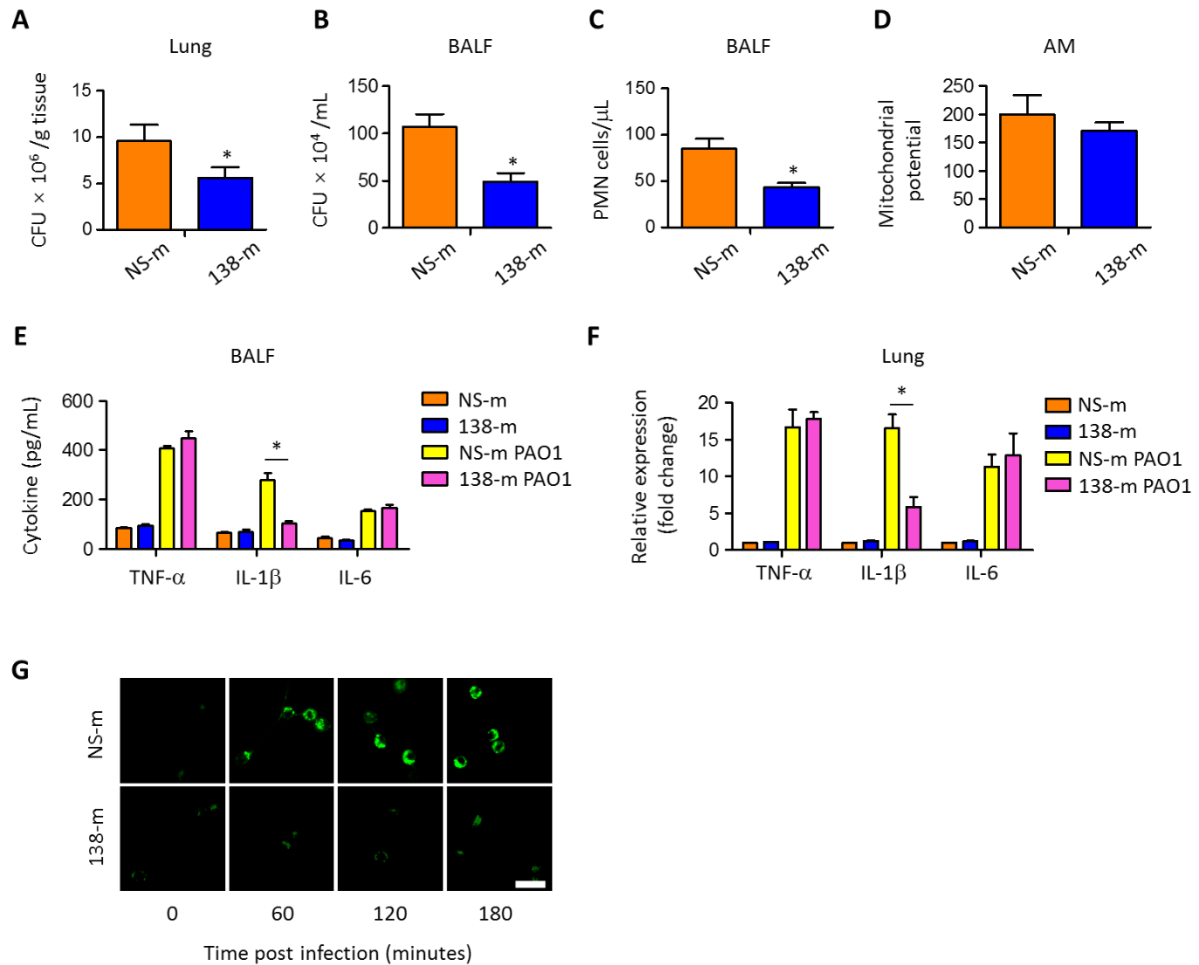 A
Lung
CFU × 10⁶ /g tissue
15
10
5
0
*
NS-m
138-m
B
BALF
CFU × 10⁴ /mL
150
100
50
0
*
NS-m
138-m
C
BALF
PMN cells/μL
150
100
50
0
*
NS-m
138-m
D
AM
Mitochondrial
potential
250
200
150
100
50
0
NS-m
138-m
E
BALF
Cytokine (pg/mL)
600
400
200
0
*
TNF-α
IL-1β
IL-6
NS-m
138-m
NS-m PAO1
138-m PAO1
F
Lung
Relative expression
(fold change)
20
15
10
5
0
*
TNF-α
IL-1β
IL-6
NS-m
138-m
NS-m PAO1
138-m PAO1
G
NS-m
138-m
0 60 120 180
Time post infection (minutes)